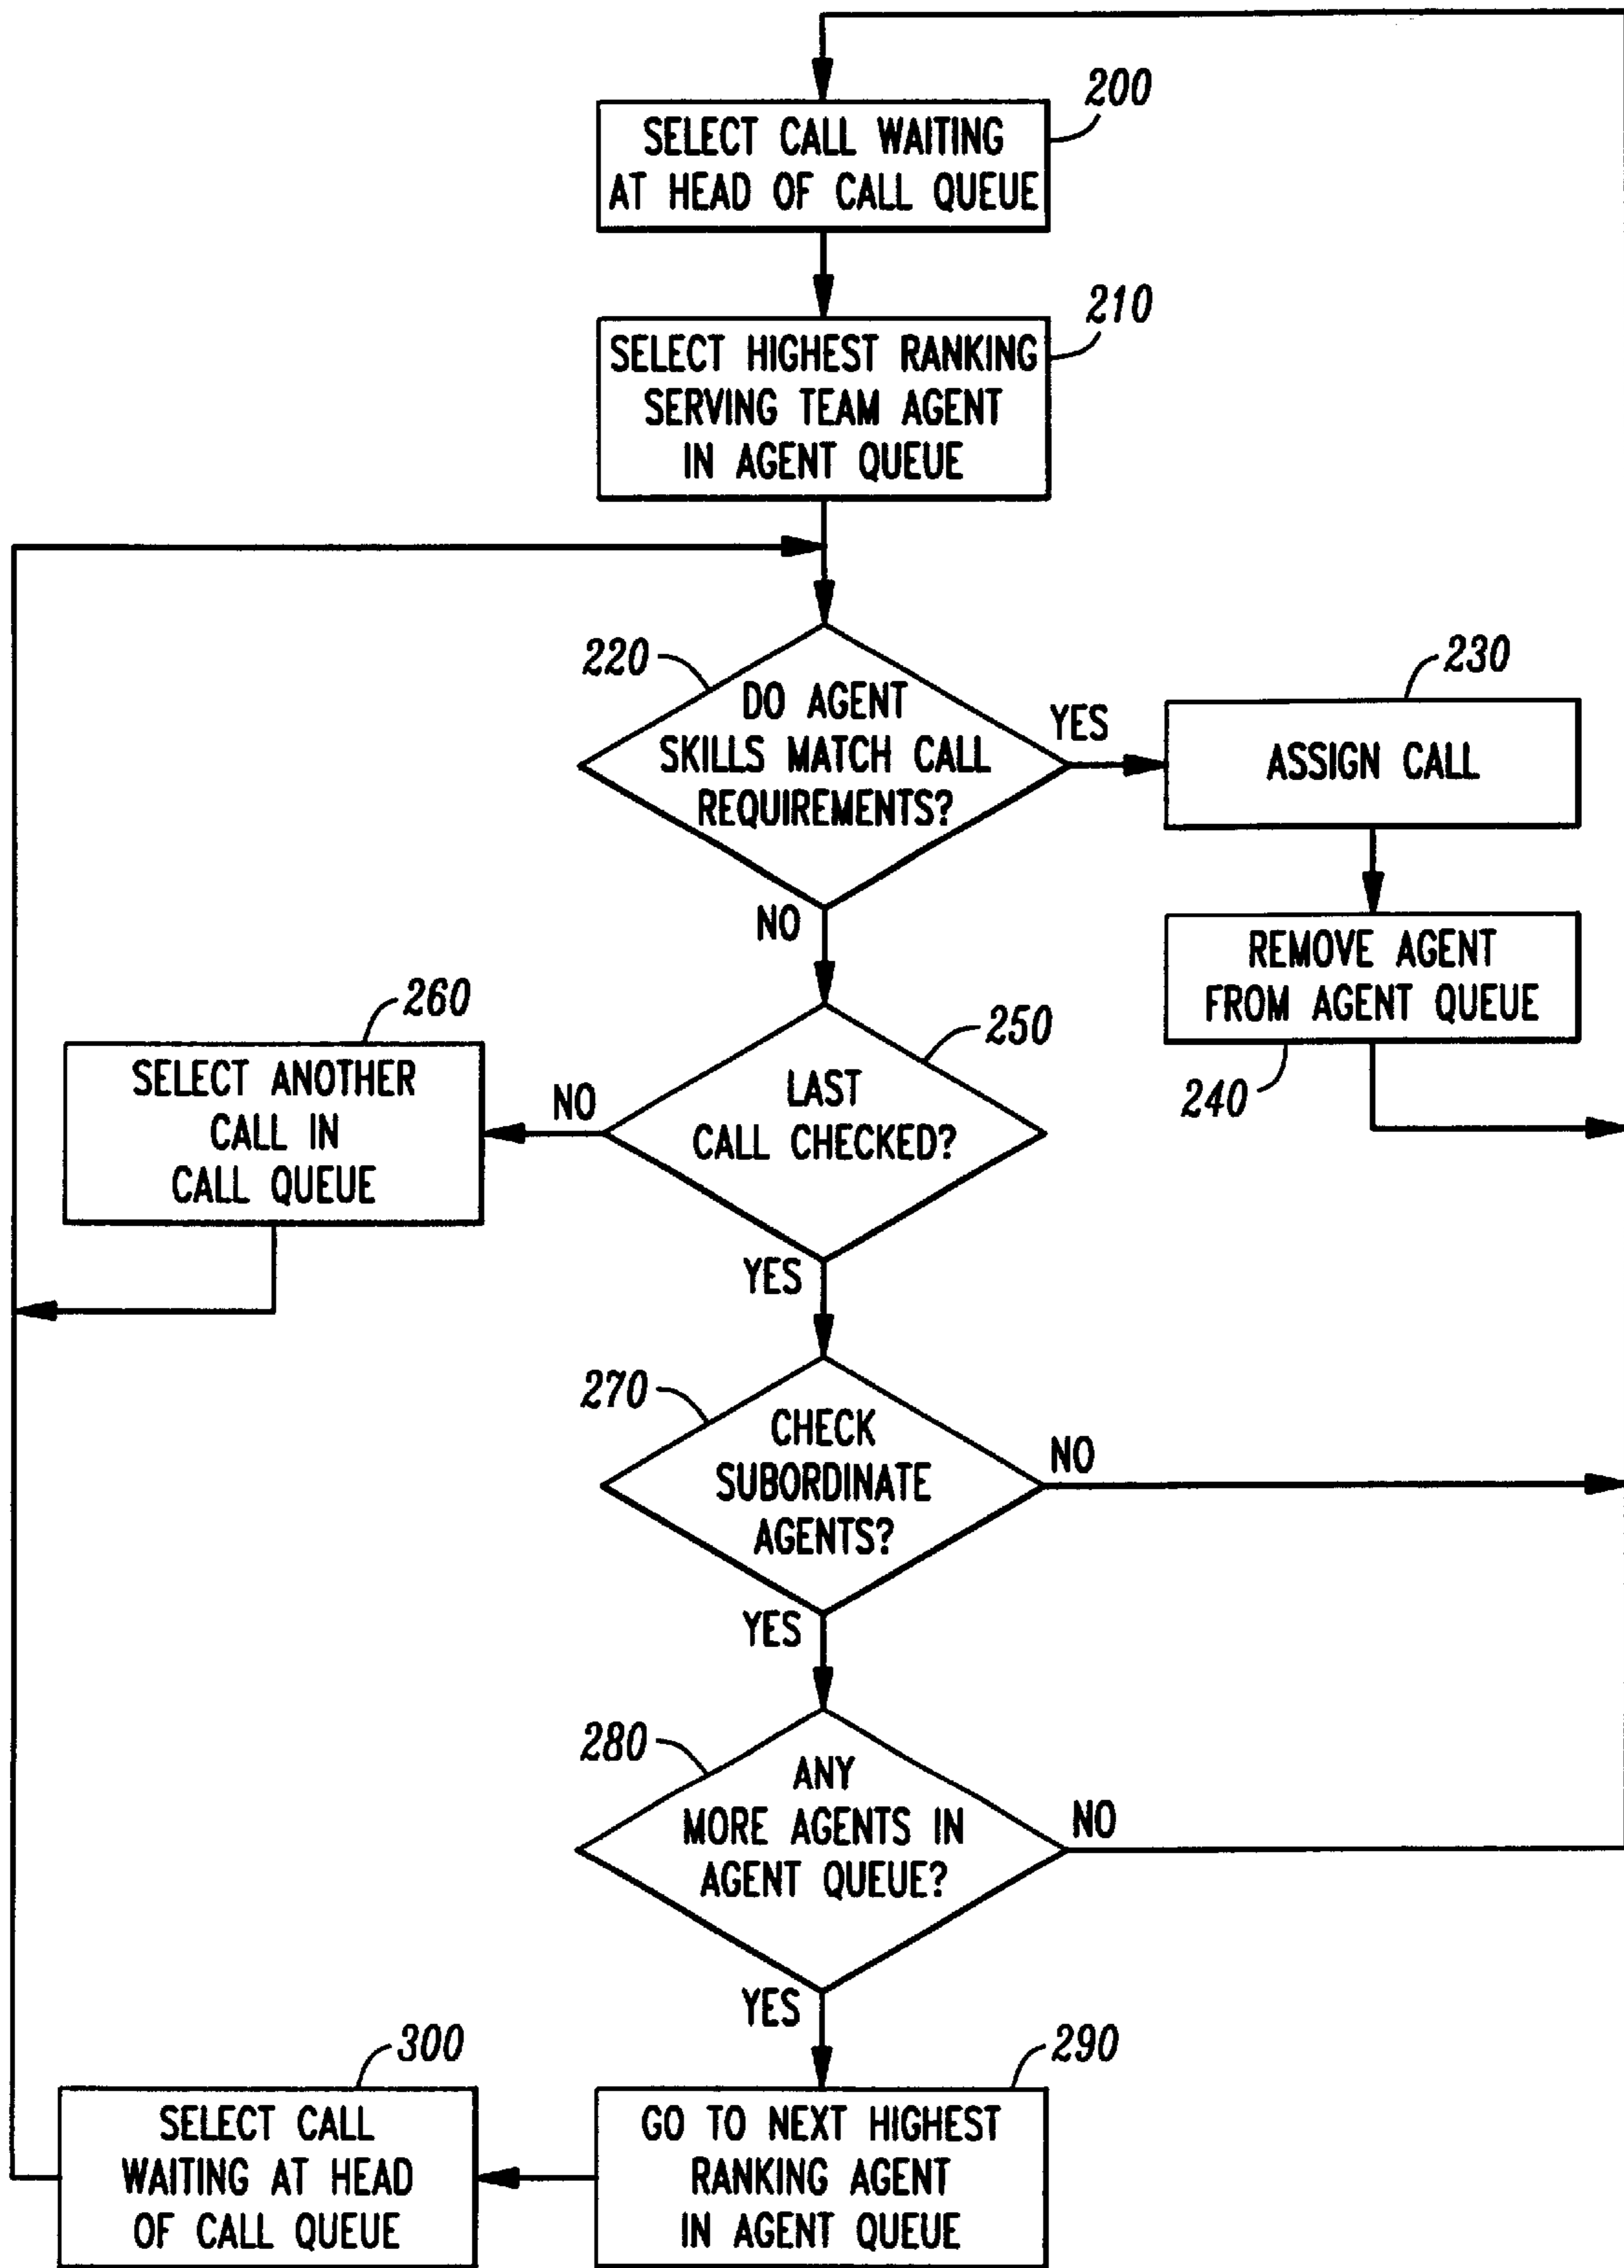 200
SELECT CALL WAITING
AT HEAD OF CALL QUEUE
210
SELECT HIGHEST RANKING
SERVING TEAM AGENT
IN AGENT QUEUE
220
DO AGENT
SKILLS MATCH CALL
REQUIREMENTS?
YES
230
ASSIGN CALL
NO
REMOVE AGENT
FROM AGENT QUEUE
240
260
SELECT ANOTHER
CALL IN
CALL QUEUE
NO
250
LAST
CALL CHECKED?
YES
270
CHECK
SUBORDINATE
AGENTS?
NO
YES
280
ANY
MORE AGENTS IN
AGENT QUEUE?
NO
YES
300
SELECT CALL
WAITING AT HEAD
OF CALL QUEUE
290
GO TO NEXT HIGHEST
RANKING AGENT
IN AGENT QUEUE